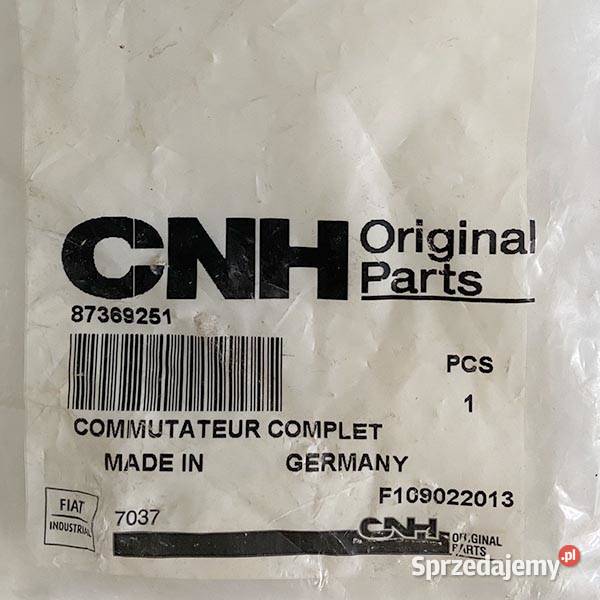 CNH Original Parts
87369251
PCS
1
COMMUTATEUR COMPLET
MADE IN GERMANY
F109022013
FIAT
INDUSTRIAL
7037
CNH ORIGINAL PARTS
Sprzedajemy.pl